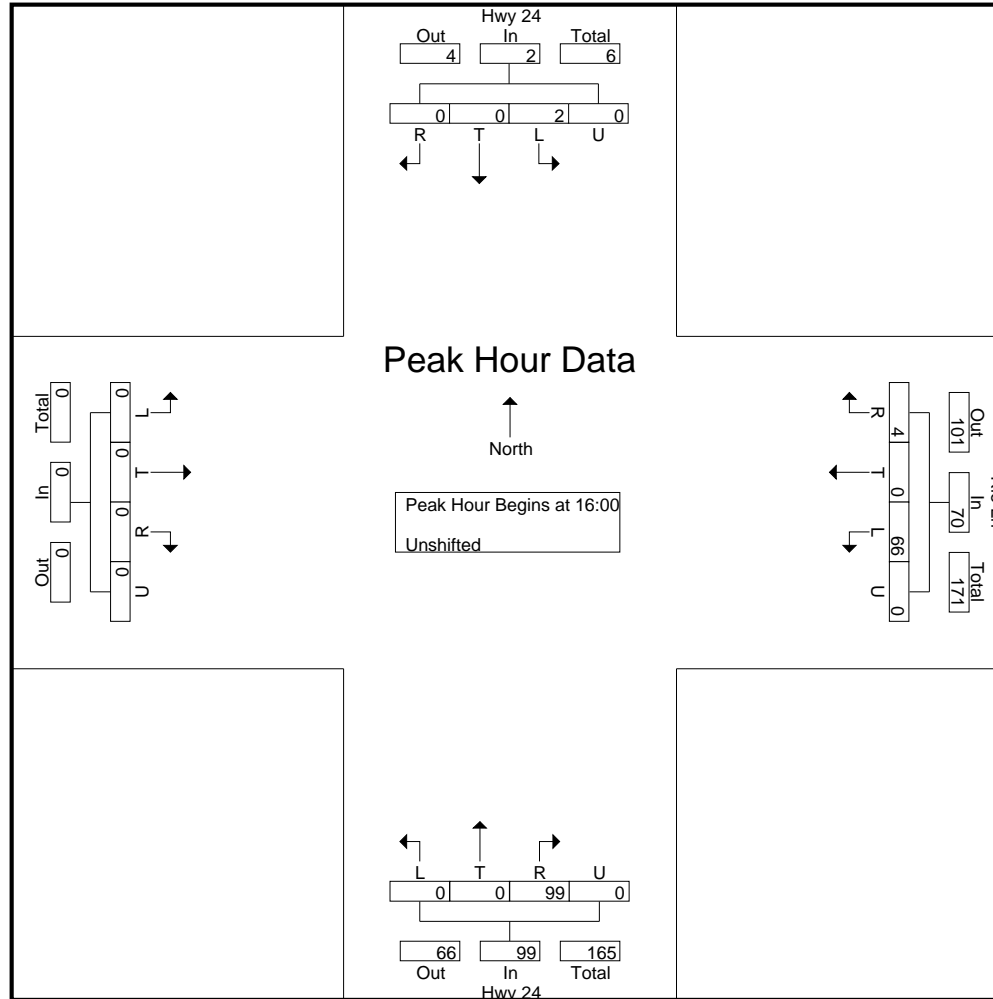 Hwy 24
Out In Total
4 2 6
0 0 2 0
R T L U
Peak Hour Data
North
Peak Hour Begins at 16:00
Unshifted
Total In Out
0 0 0
0 0 0 0
L T R U
R T L U
4 0 66 0
Out In Total
101 70 171
L T R U
0 0 99 0
66 99 165
Out In Total
Hwy 24